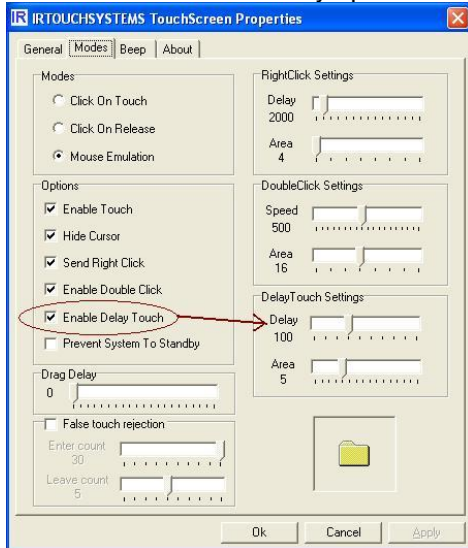 IRTOUCHSYSTEMS TouchScreen Properties
General Modes Beep About
Modes
Click On Touch
Click On Release
Mouse Emulation
Options
Enable Touch
Hide Cursor
Send Right Click
Enable Double Click
Enable Delay Touch
Prevent System To Standby
Drag Delay
0
False touch rejection
Enter count
30
Leave count
5
RightClick Settings
Delay
2000
Area
4
DoubleClick Settings
Speed
500
Area
16
DelayTouch Settings
Delay
100
Area
5
Ok Cancel Apply